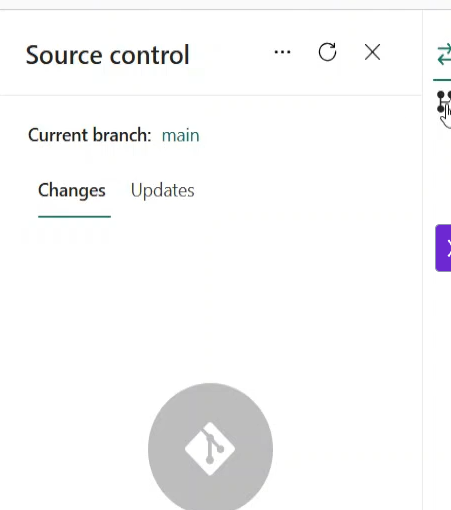 Source control
Current branch: main
Changes Updates